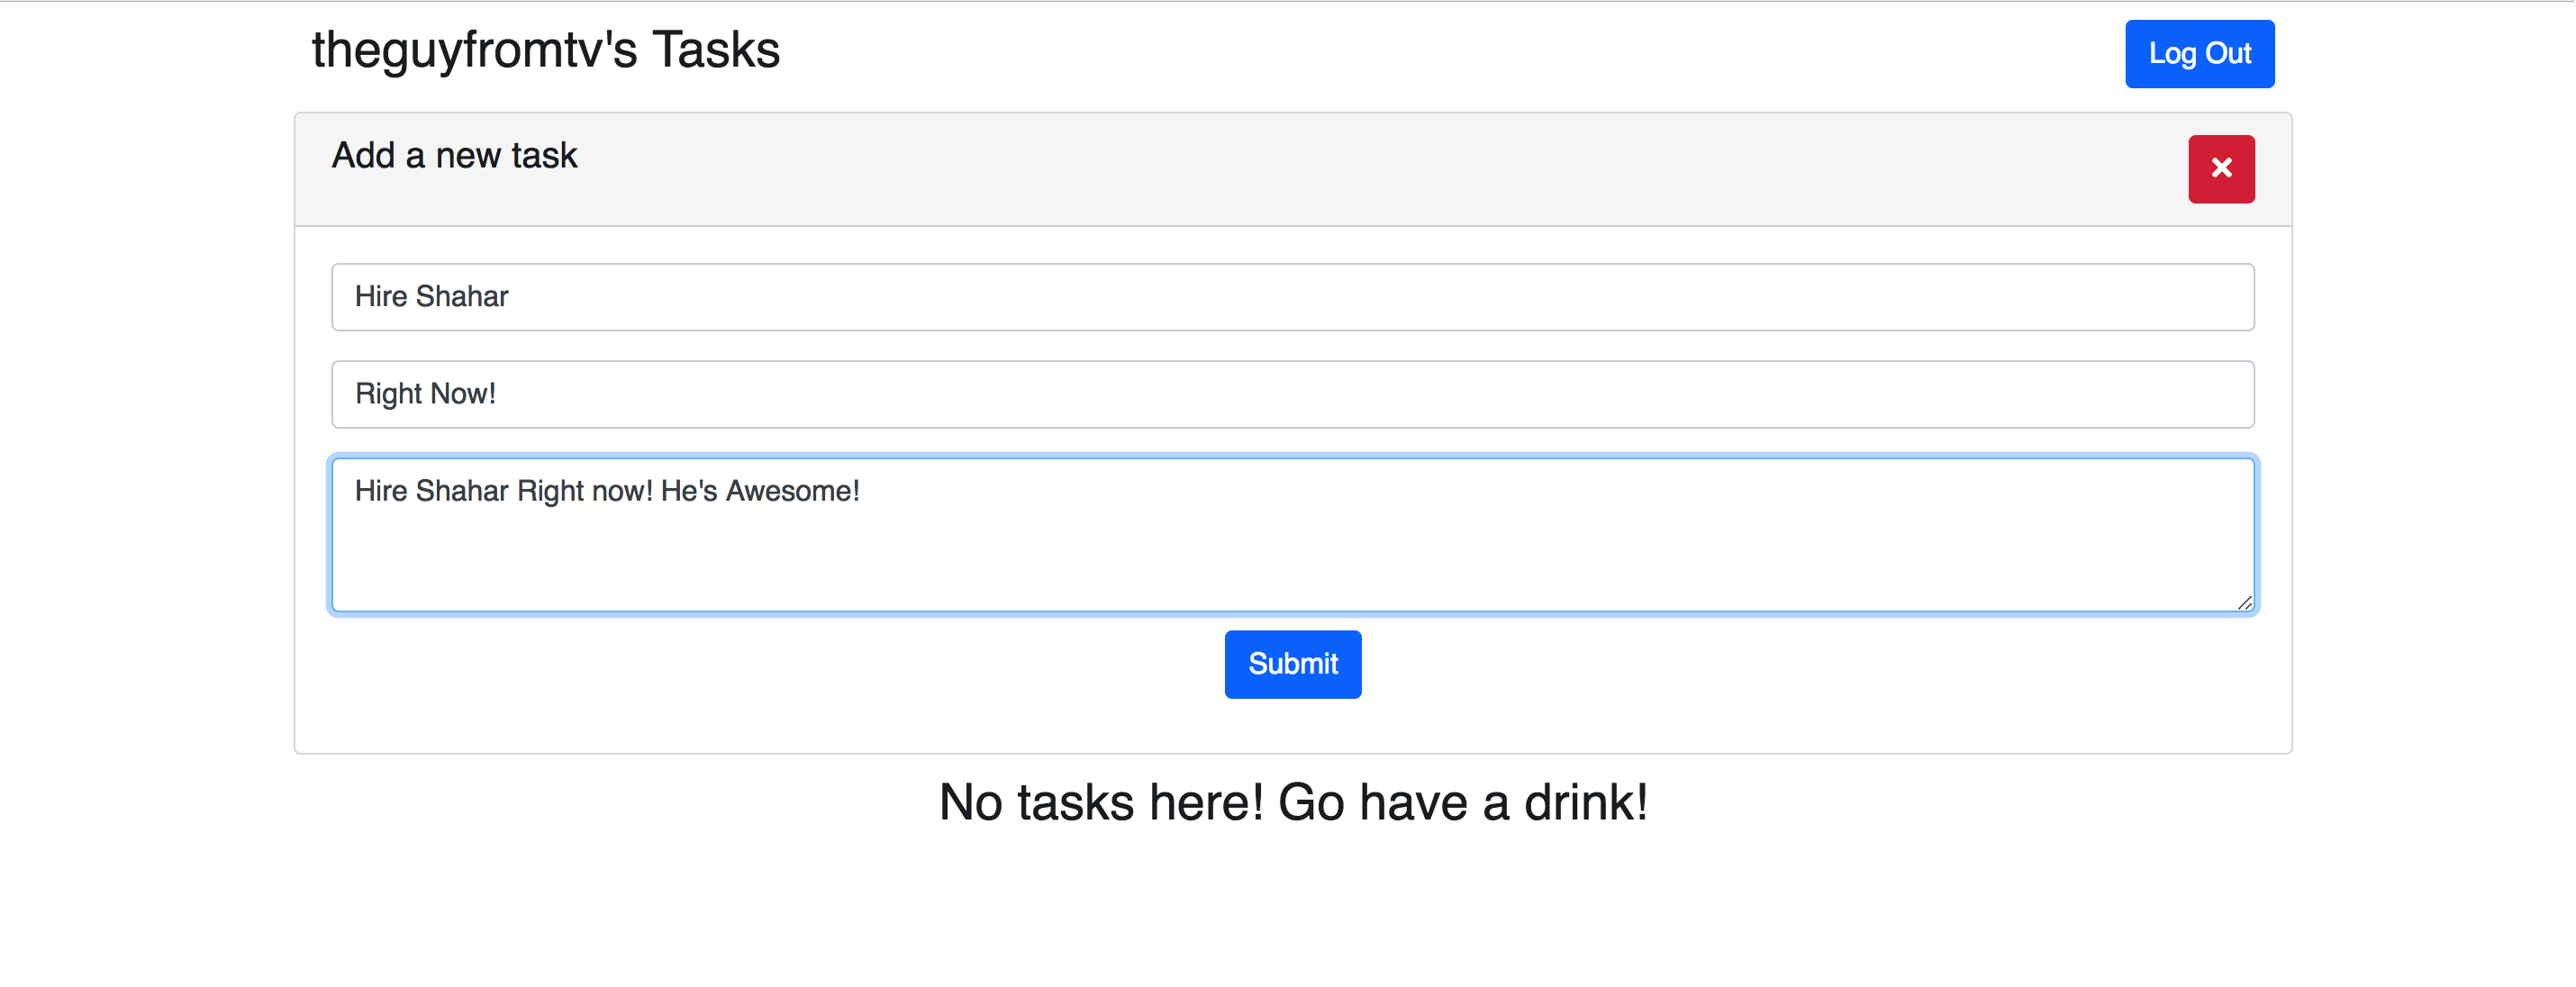 theguyfromtv's Tasks
Log Out
Add a new task
Hire Shahar
Right Now!
Hire Shahar Right now! He's Awesome!
Submit
No tasks here! Go have a drink!